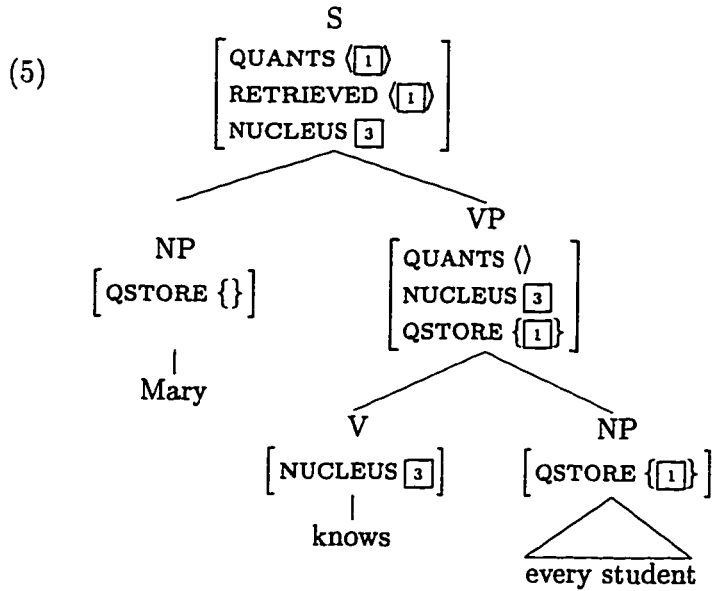 (5)
S
QUANTS ⟨[1]⟩
RETRIEVED ⟨[1]⟩
NUCLEUS [3]
NP
QSTORE {}
Mary
VP
QUANTS ⟨⟩
NUCLEUS [3]
QSTORE {[1]}
V
NUCLEUS [3]
knows
NP
QSTORE {[1]}
every student